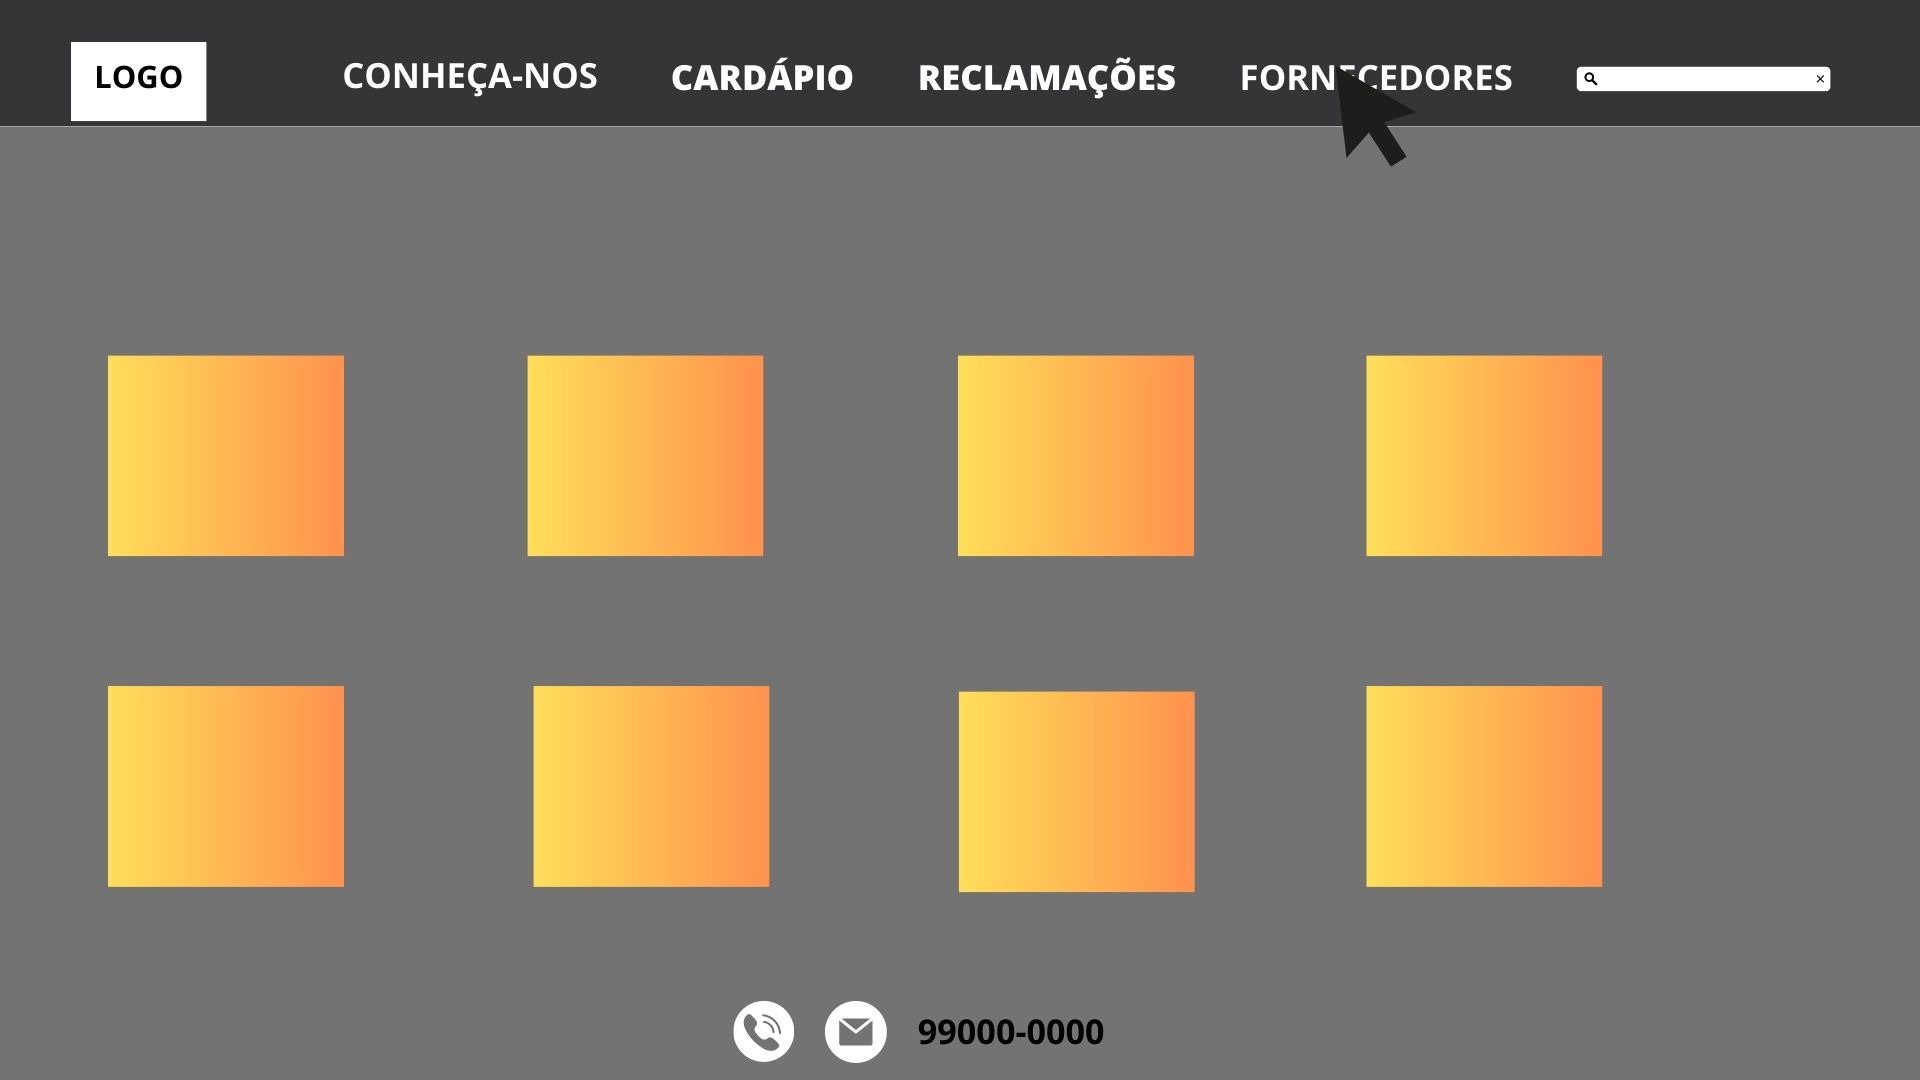 LOGO
CONHEÇA-NOS
CARDÁPIO
RECLAMAÇÕES
FORNECEDORES
99000-0000